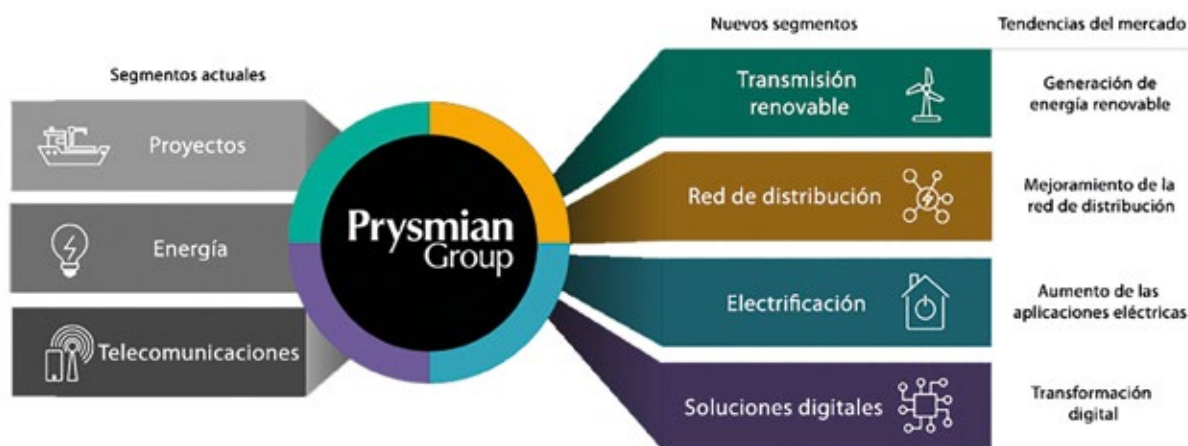 Segmentos actuales
Proyectos
Energía
Telecomunicaciones
Prysmian
Group
Nuevos segmentos
Tendencias del mercado
Transmisión
renovable
Generación de
energía renovable
Red de distribución
Mejoramiento de la
red de distribución
Electrificación
Aumento de las
aplicaciones eléctricas
Soluciones digitales
Transformación
digital